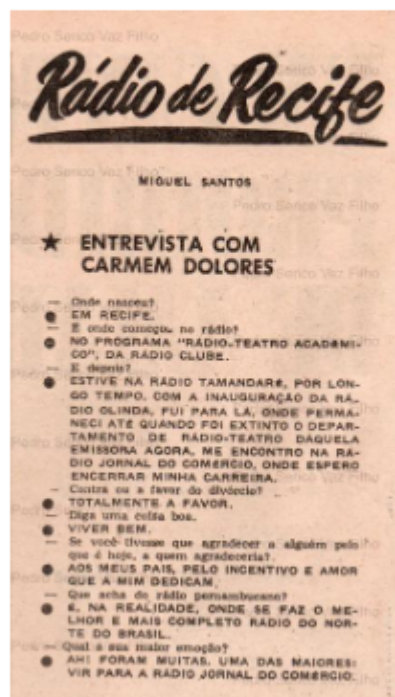 Pedro Serico Vaz Filho
Rádio de Recife
MIGUEL SANTOS
★ ENTREVISTA COM
CARMEM DOLORES
— Onde nasceu?
● EM RECIFE.
— E onde começou no rádio?
● NO PROGRAMA "RÁDIO-TEATRO ACADÊMI-
CO", DA RÁDIO CLUBE.
— E depois?
● ESTIVE NA RÁDIO TAMANDARÉ, POR LON-
GO TEMPO. COM A INAUGURAÇÃO DA RÁ-
DIO OLINDA, FUI PARA LÁ, ONDE PERMA-
NECI ATÉ QUANDO FOI EXTINTO O DEPAR-
TAMENTO DE RÁDIO-TEATRO DAQUELA
EMISSORA AGORA, ME ENCONTRO NA RÁ-
DIO JORNAL DO COMÉRCIO, ONDE ESPERO
ENCERRAR MINHA CARREIRA.
— Contra ou a favor do divórcio?
● TOTALMENTE A FAVOR.
— Diga uma coisa boa.
● VIVER BEM.
— Se você tivesse que agradecer a alguém pelo
que é hoje, a quem agradeceria?
● AOS MEUS PAIS, PELO INCENTIVO E AMOR
QUE A MIM DEDICAM.
— Que acha do rádio pernambucano?
● É, NA REALIDADE, ONDE SE FAZ O ME-
LHOR E MAIS COMPLETO RÁDIO DO NOR-
TE DO BRASIL.
— Qual a sua maior emoção?
● AH! FORAM MUITAS. UMA DAS MAIORES:
VIR PARA A RÁDIO JORNAL DO COMÉRCIO.